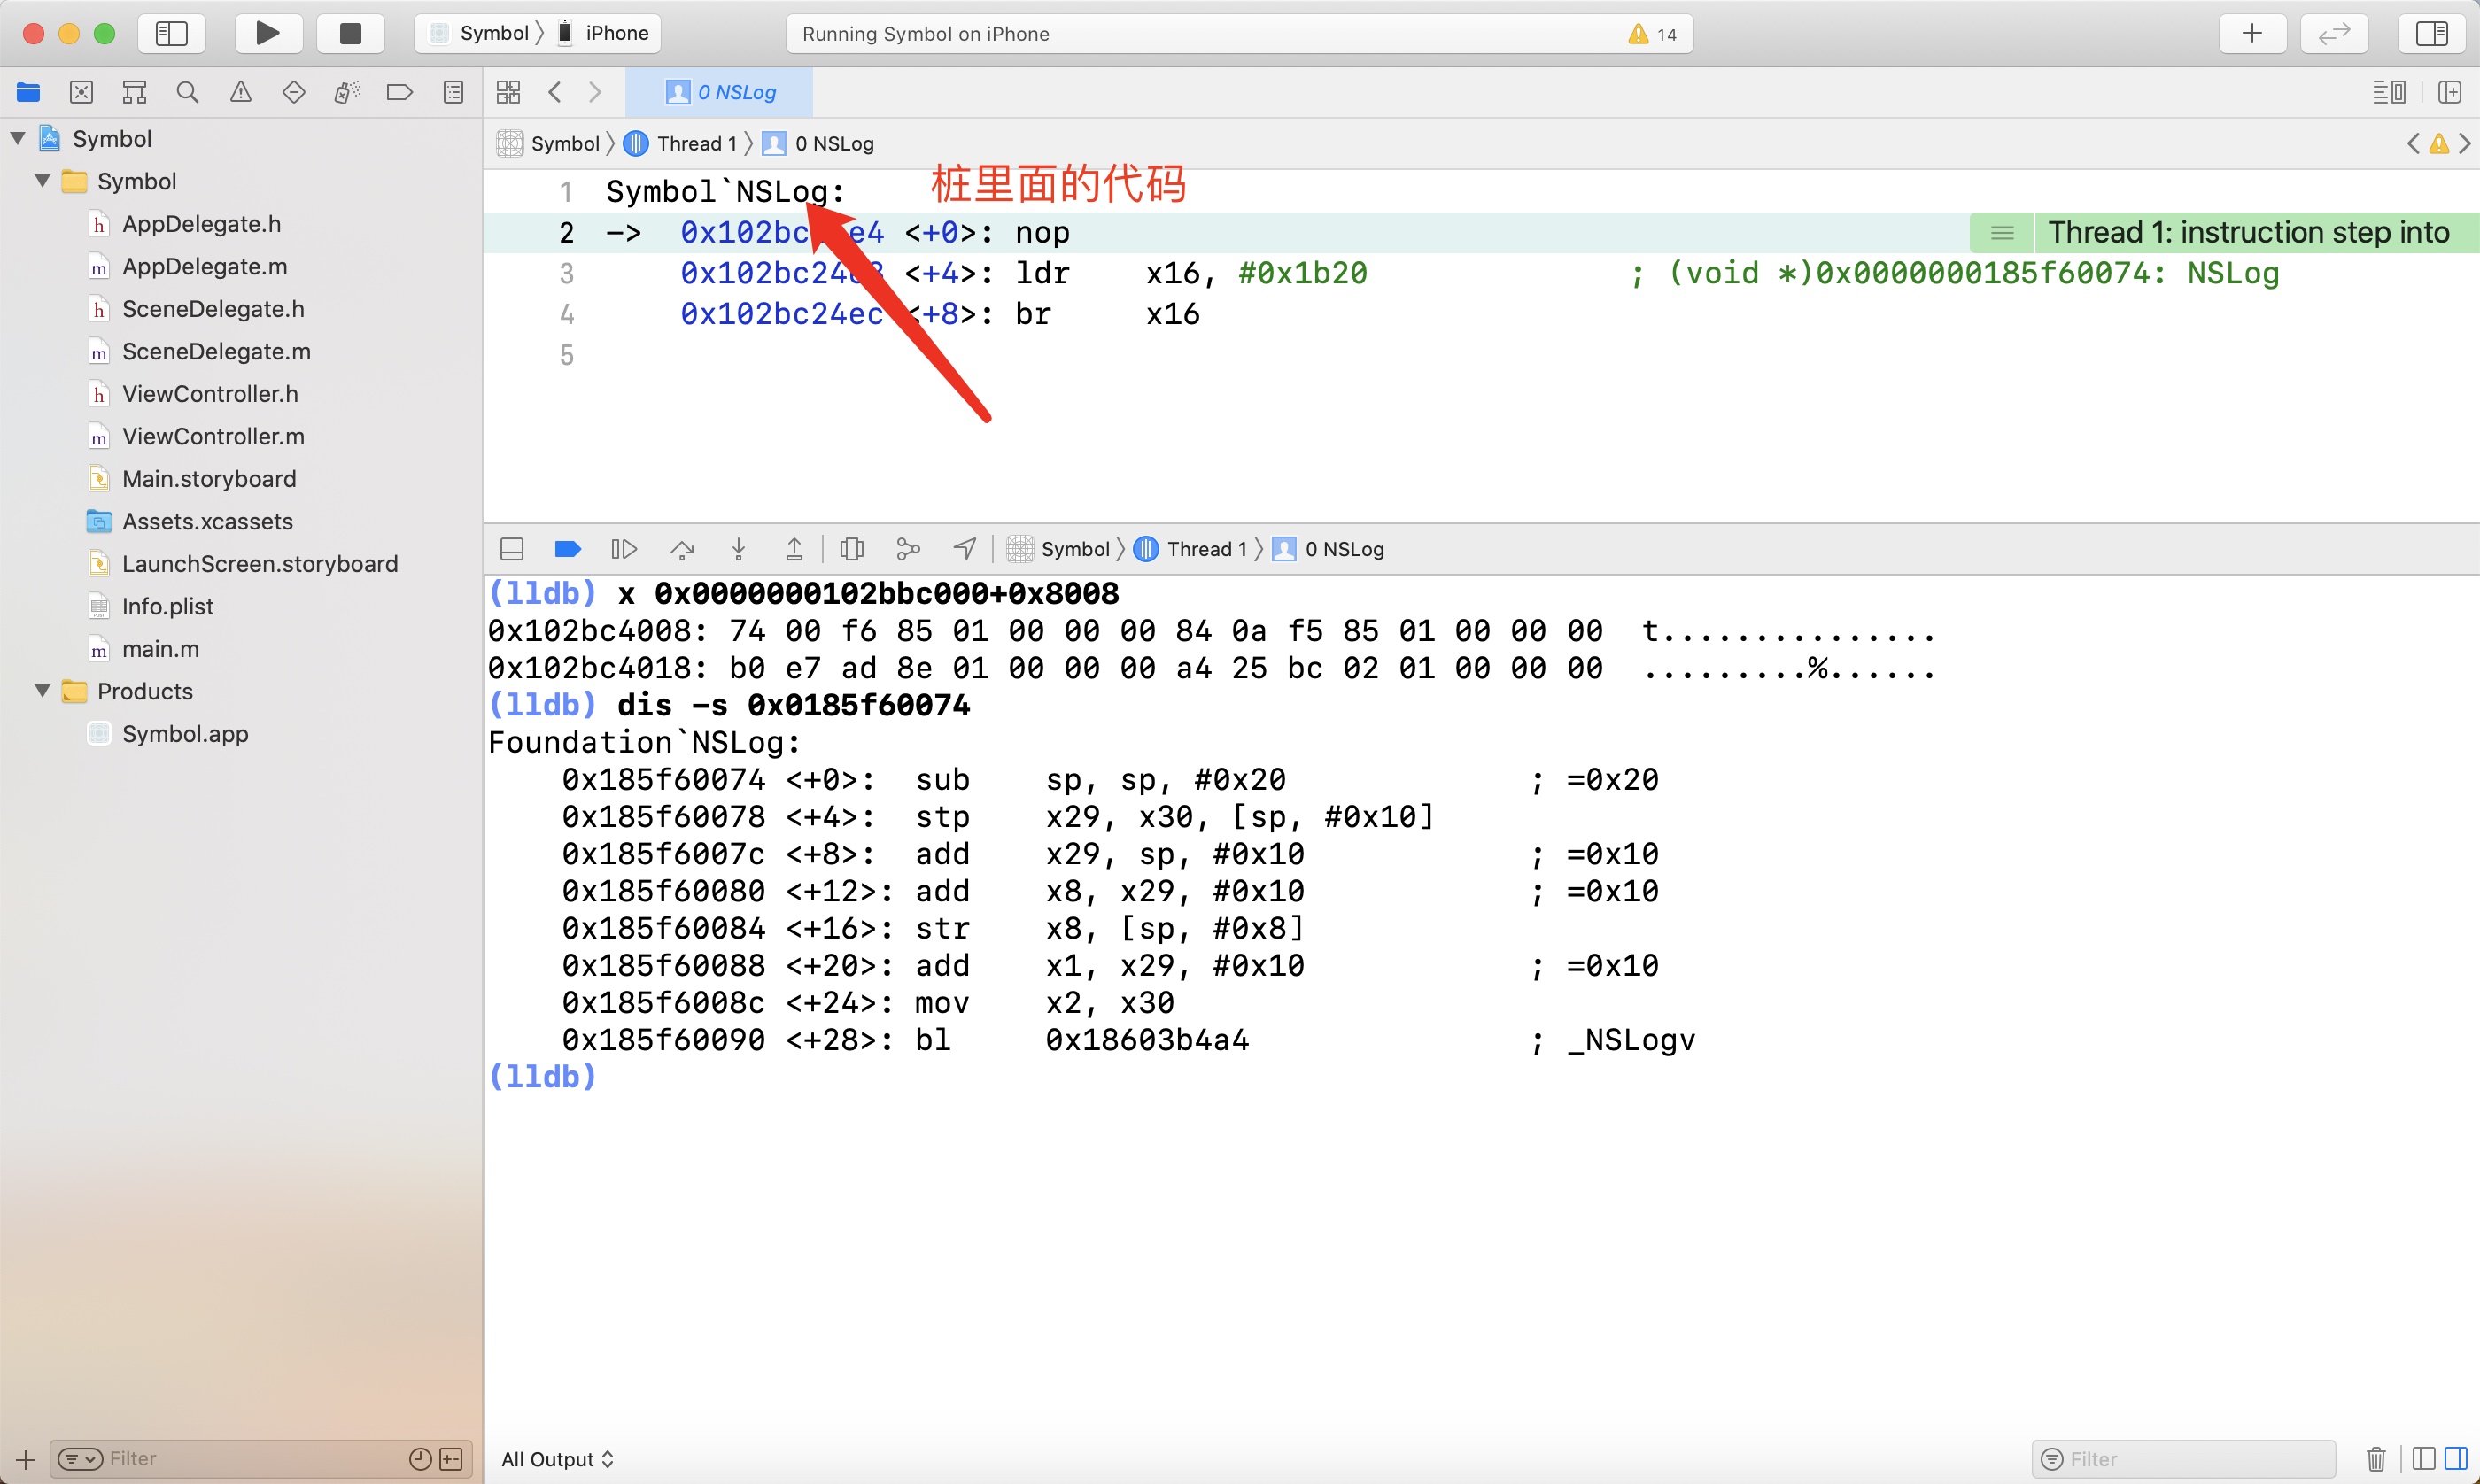 Symbol 〉 iPhone
Running Symbol on iPhone
14
0 NSLog
Symbol
Symbol
AppDelegate.h
AppDelegate.m
SceneDelegate.h
SceneDelegate.m
ViewController.h
ViewController.m
Main.storyboard
Assets.xcassets
LaunchScreen.storyboard
Info.plist
main.m
Products
Symbol.app
Filter
Symbol 〉 Thread 1 〉 0 NSLog
桩里面的代码
1 Symbol`NSLog:
2 -> 0x102bc e4 <+0>: nop
Thread 1: instruction step into
3 <+4>: ldr x16, #0x1b20 ; (void *)0x0000000185f60074: NSLog
4 0x102bc24ec <+8>: br x16
5
Symbol 〉 Thread 1 〉 0 NSLog
(lldb) x 0x0000000102bbc000+0x8008
0x102bc4008: 74 00 f6 85 01 00 00 00 84 0a f5 85 01 00 00 00 t...............
0x102bc4018: b0 e7 ad 8e 01 00 00 00 a4 25 bc 02 01 00 00 00 .........%......
(lldb) dis -s 0x0185f60074
Foundation`NSLog:
0x185f60074 <+0>: sub sp, sp, #0x20 ; =0x20
0x185f60078 <+4>: stp x29, x30, [sp, #0x10]
0x185f6007c <+8>: add x29, sp, #0x10 ; =0x10
0x185f60080 <+12>: add x8, x29, #0x10 ; =0x10
0x185f60084 <+16>: str x8, [sp, #0x8]
0x185f60088 <+20>: add x1, x29, #0x10 ; =0x10
0x185f6008c <+24>: mov x2, x30
0x185f60090 <+28>: bl 0x18603b4a4 ; _NSLogv
(lldb)
All Output
Filter